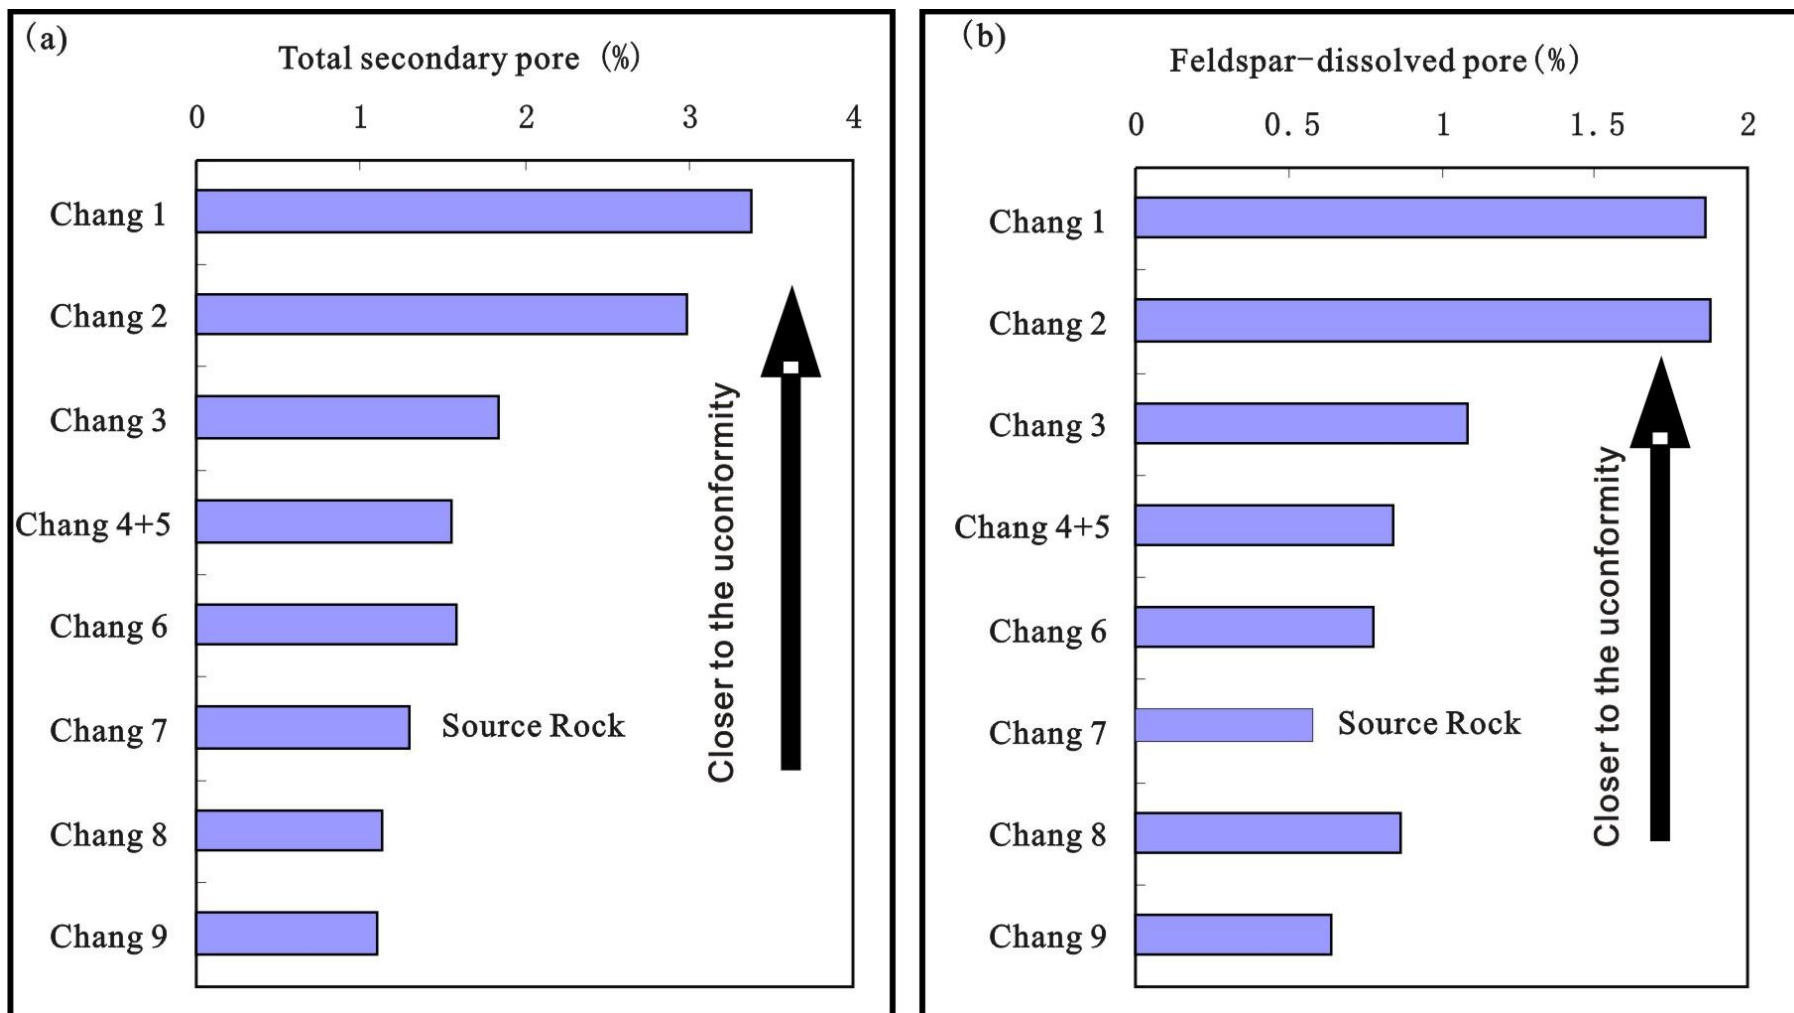 (a)
Total secondary pore (%)
0 1 2 3 4
Chang 1
Chang 2
Chang 3
Chang 4+5
Chang 6
Chang 7
Source Rock
Chang 8
Chang 9
Closer to the uconformity
(b)
Feldspar-dissolved pore(%)
0 0.5 1 1.5 2
Chang 1
Chang 2
Chang 3
Chang 4+5
Chang 6
Chang 7
Source Rock
Chang 8
Chang 9
Closer to the uconformity